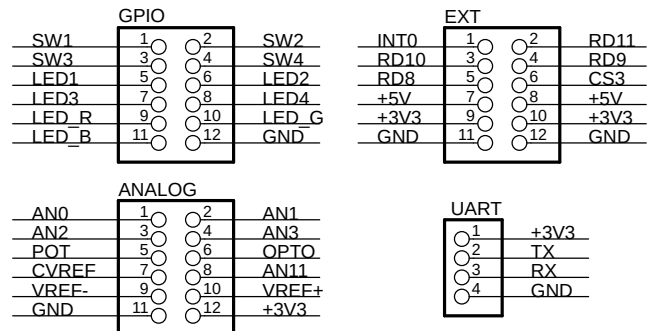 GPIO
SW1 1 2 SW2
SW3 3 4 SW4
LED1 5 6 LED2
LED3 7 8 LED4
LED_R 9 10 LED_G
LED_B 11 12 GND
EXT
INT0 1 2 RD11
RD10 3 4 RD9
RD8 5 6 CS3
+5V 7 8 +5V
+3V3 9 10 +3V3
GND 11 12 GND
ANALOG
AN0 1 2 AN1
AN2 3 4 AN3
POT 5 6 OPTO
CVREF 7 8 AN11
VREF- 9 10 VREF+
GND 11 12 +3V3
UART
1 +3V3
2 TX
3 RX
4 GND